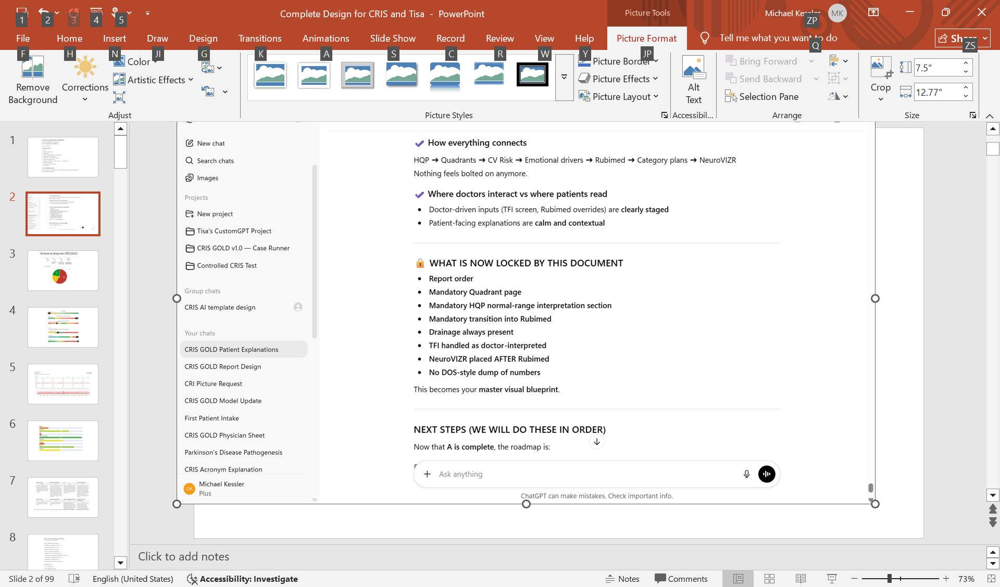 Complete Design for CRIS and Tisa - PowerPoint
Picture Tools
Michael Kessler
MK
1
2
3
4
5
ZP
File
Home
Insert
Draw
Design
Transitions
Animations
Slide Show
Record
Review
View
Help
Picture Format
Tell me what you want to do
Share
F
H
N
JI
G
K
A
S
C
R
W
Y
JP
Q
ZS
Remove
Background
Corrections
Color
Artistic Effects
Adjust
Picture Styles
Picture Border
Picture Effects
Picture Layout
Alt
Text
Accessibil...
Bring Forward
Send Backward
Selection Pane
Arrange
Crop
7.5"
12.77"
Size
1
2
3
Screens to drop into CRIS GOLD
4
5
6
7
8
New chat
Search chats
Images
Projects
New project
Tisa's CustomGPT Project
CRIS GOLD v1.0 — Case Runner
Controlled CRIS Test
Group chats
CRIS AI template design
Your chats
CRIS GOLD Patient Explanations
CRIS GOLD Report Design
CRI Picture Request
CRIS GOLD Model Update
First Patient Intake
CRIS GOLD Physician Sheet
Parkinson's Disease Pathogenesis
CRIS Acronym Explanation
DK
Michael Kessler
Plus
✔ How everything connects
HQP → Quadrants → CV Risk → Emotional drivers → Rubimed → Category plans → NeuroVIZR
Nothing feels bolted on anymore.
✔ Where doctors interact vs where patients read
• Doctor-driven inputs (TFI screen, Rubimed overrides) are clearly staged
• Patient-facing explanations are calm and contextual
🔒 WHAT IS NOW LOCKED BY THIS DOCUMENT
• Report order
• Mandatory Quadrant page
• Mandatory HQP normal-range interpretation section
• Mandatory transition into Rubimed
• Drainage always present
• TFI handled as doctor-interpreted
• NeuroVIZR placed AFTER Rubimed
• No DOS-style dump of numbers
This becomes your master visual blueprint.
NEXT STEPS (WE WILL DO THESE IN ORDER)
Now that A is complete, the roadmap is:
Ask anything
ChatGPT can make mistakes. Check important info.
Click to add notes
Slide 2 of 99
English (United States)
Accessibility: Investigate
Notes
Comments
73%